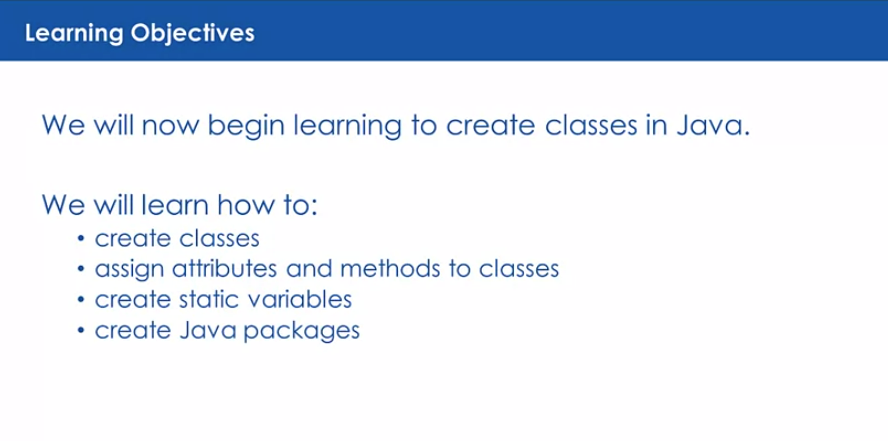 Learning Objectives
We will now begin learning to create classes in Java.
We will learn how to:
• create classes
• assign attributes and methods to classes
• create static variables
• create Java packages